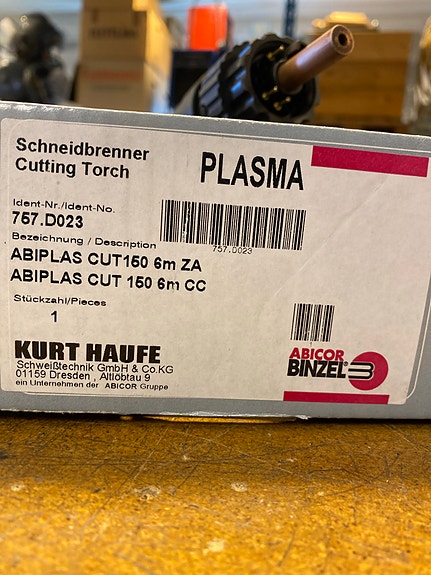 Schneidbrenner
Cutting Torch
PLASMA
Ident-Nr./Ident-No.
757.D023
757.D023
Bezeichnung / Description
ABIPLAS CUT150 6m ZA
ABIPLAS CUT 150 6m CC
Stückzahl/Pieces
1
KURT HAUFE
Schweißtechnik GmbH & Co.KG
01159 Dresden , Altlöbtau 9
ein Unternehmen der ABICOR Gruppe
ABICOR
BINZEL®